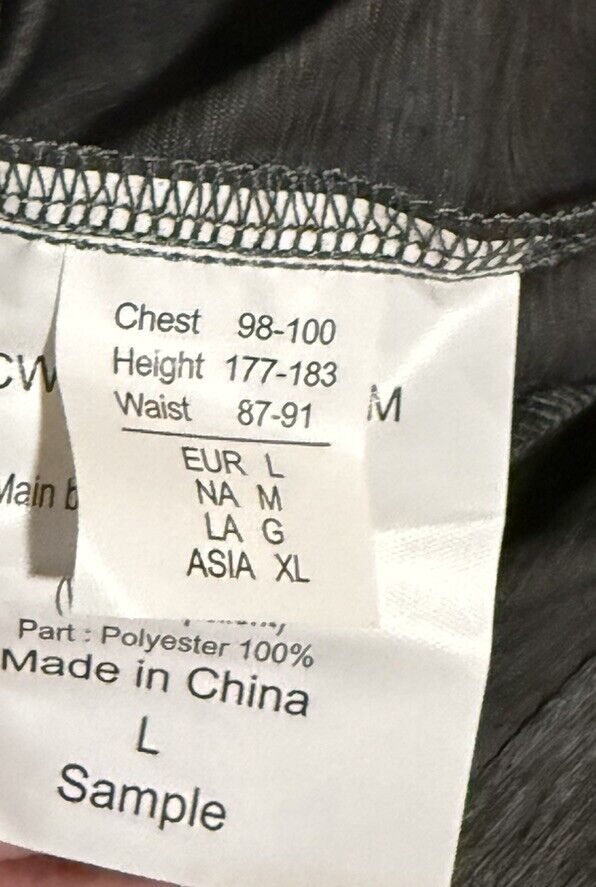 Chest 98-100
Height 177-183
Waist 87-91
EUR L
NA M
LA G
ASIA XL
M
Main
Part : Polyester 100%
Made in China
L
Sample